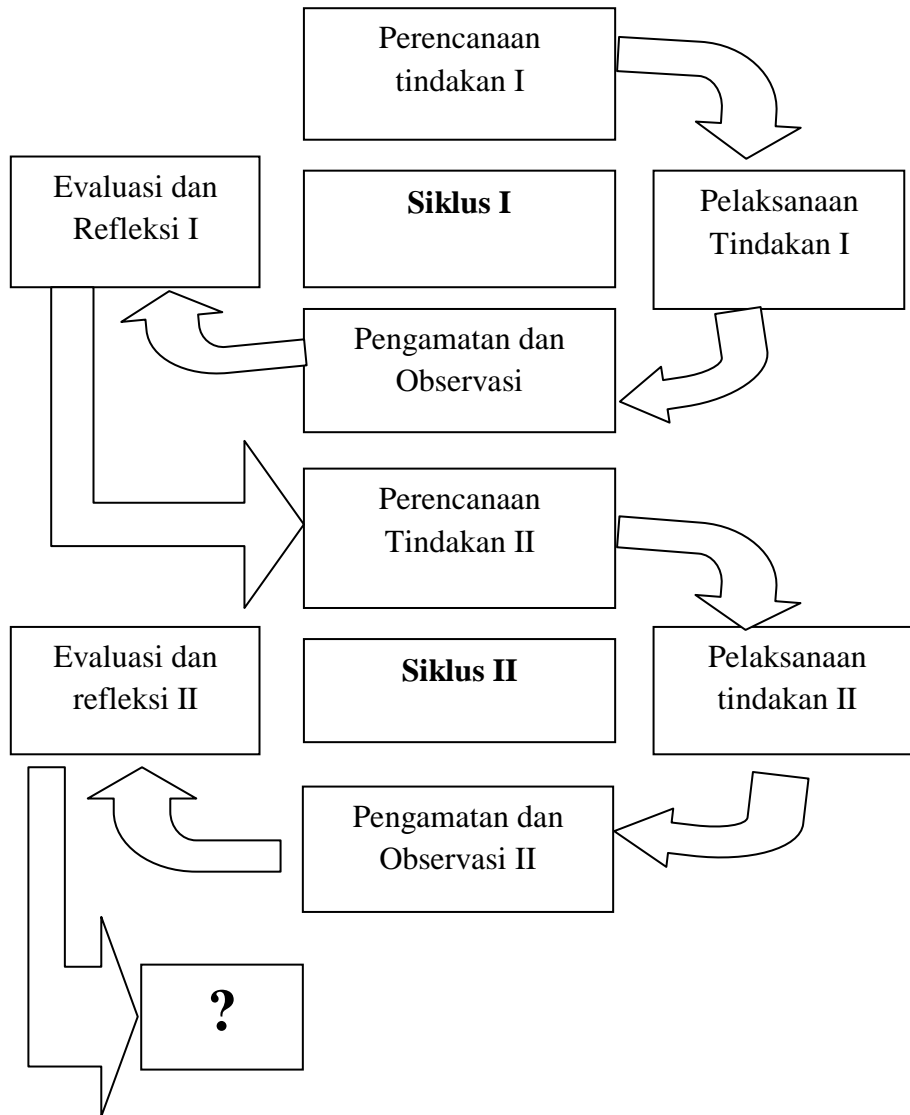 Perencanaan
tindakan I
Evaluasi dan
Refleksi I
Siklus I
Pelaksanaan
Tindakan I
Pengamatan dan
Observasi
Perencanaan
Tindakan II
Evaluasi dan
refleksi II
Siklus II
Pelaksanaan
tindakan II
Pengamatan dan
Observasi II
?